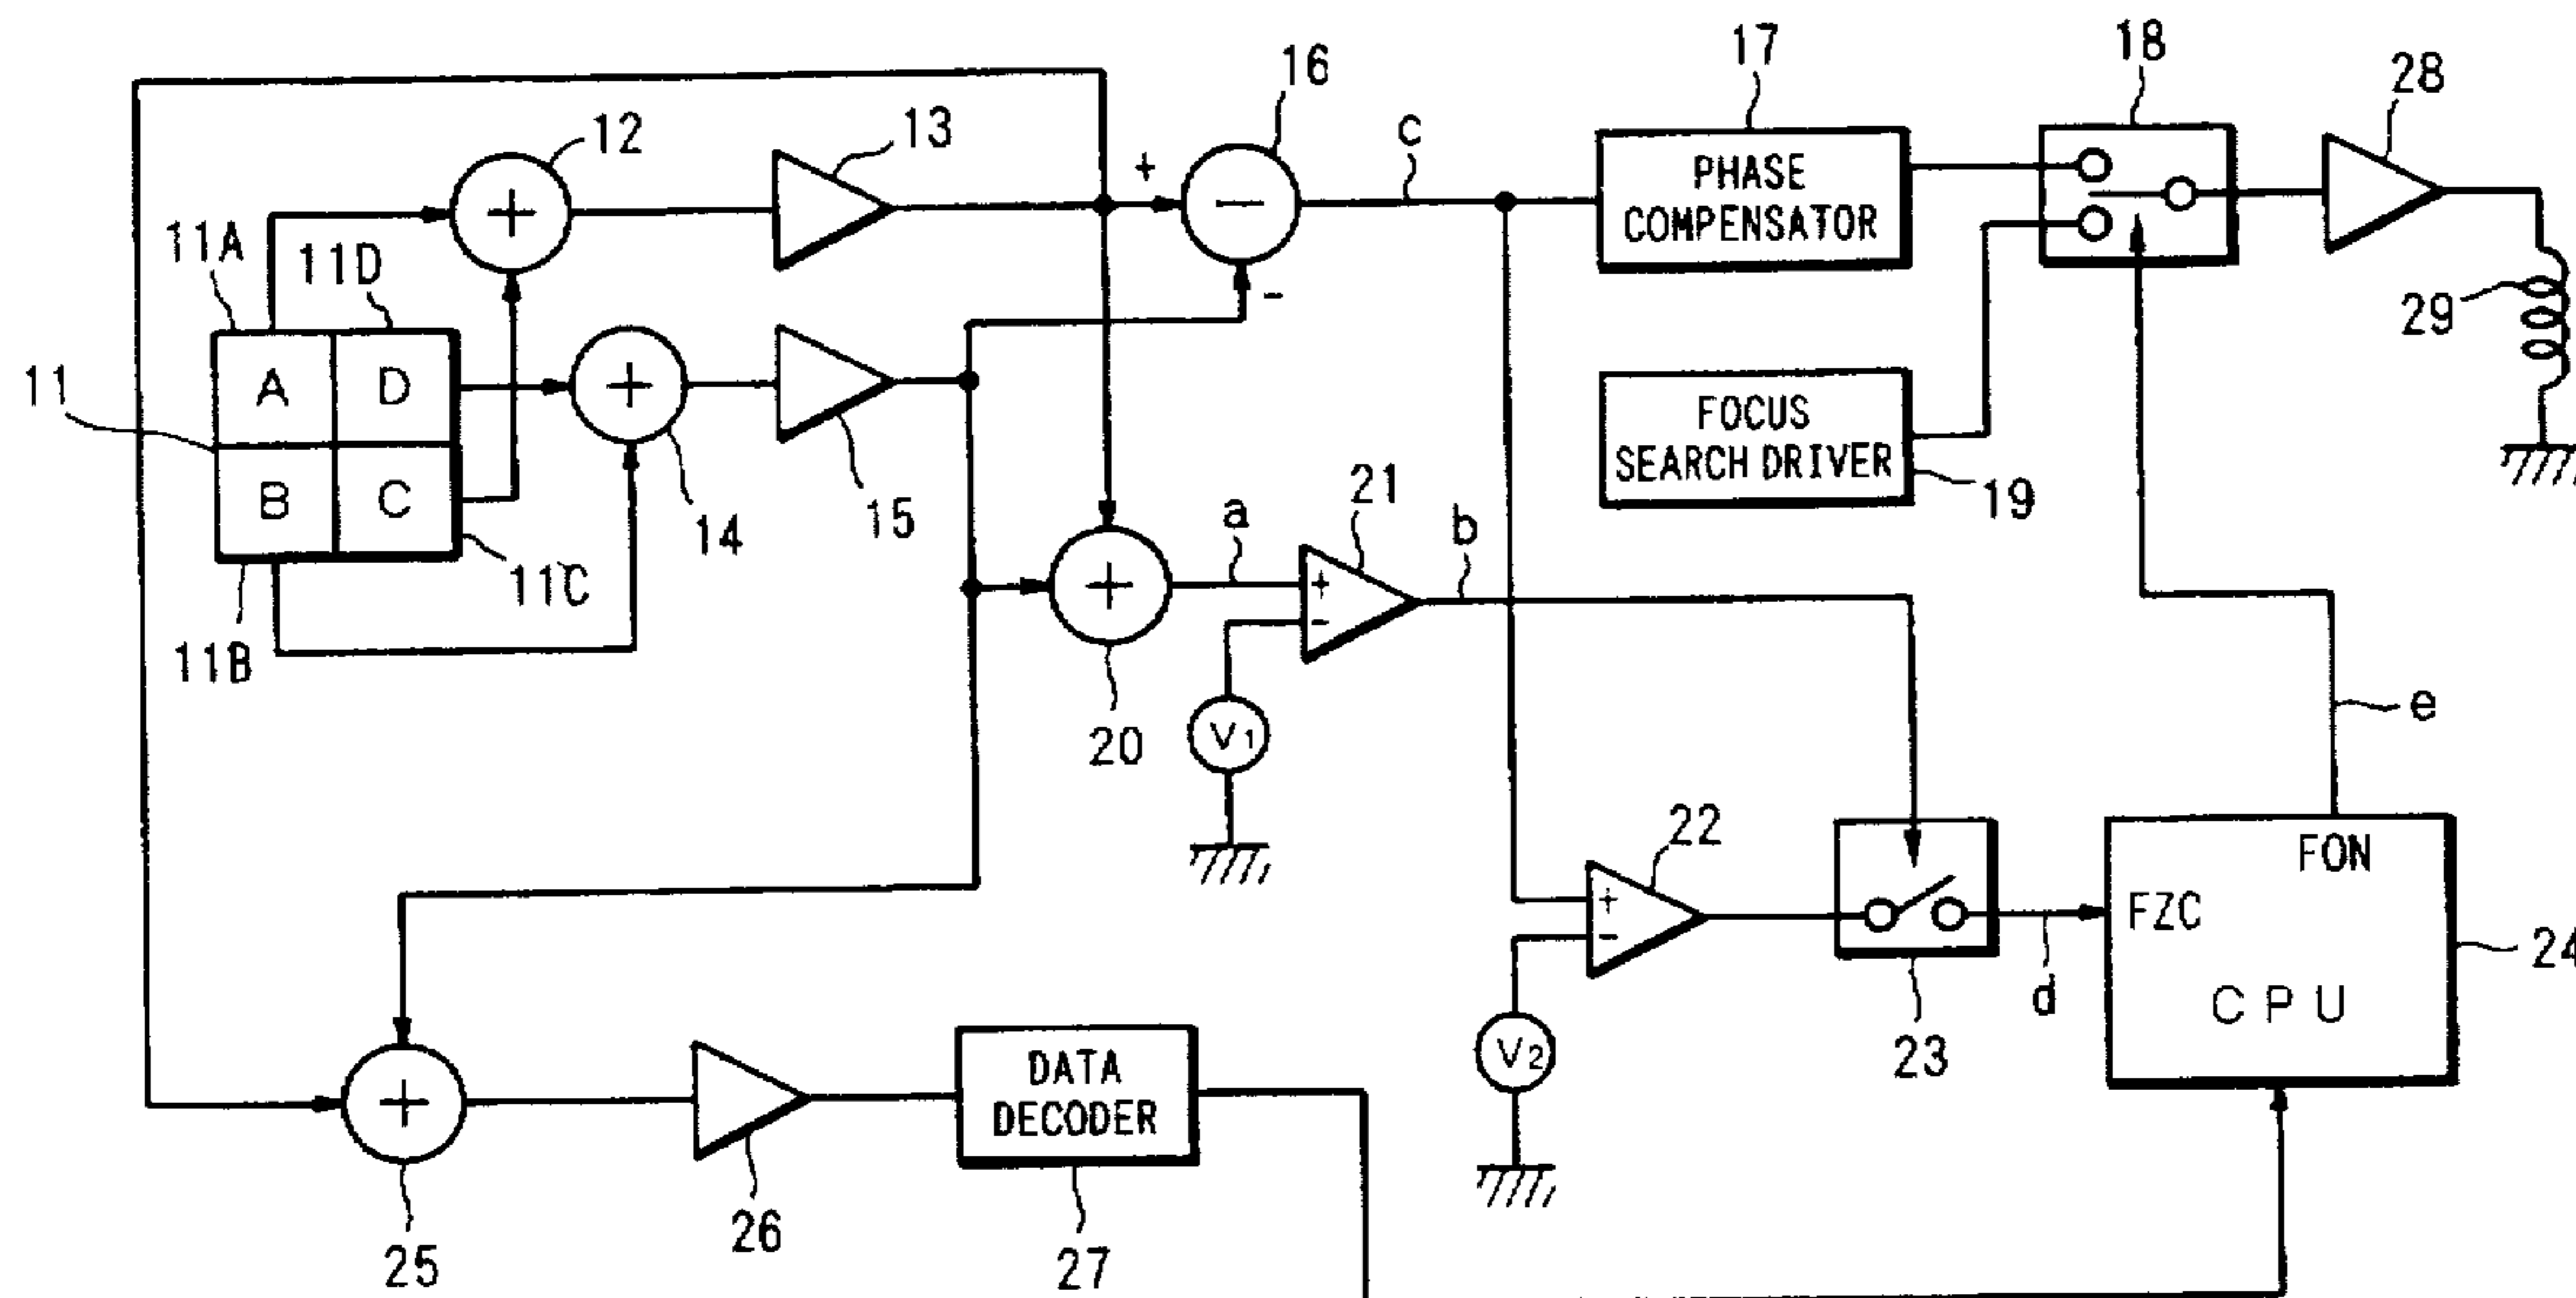 16
17
18
28
12
13
+
-
c
PHASE
COMPENSATOR
11A
11D
+
-
29
11
A
D
B
C
+
14
15
FOCUS
SEARCH DRIVER
19
11C
11B
+
20
a
21
+
-
b
V1
e
22
+
-
V2
23
d
FZC
FON
CPU
24
+
25
26
DATA
DECODER
27